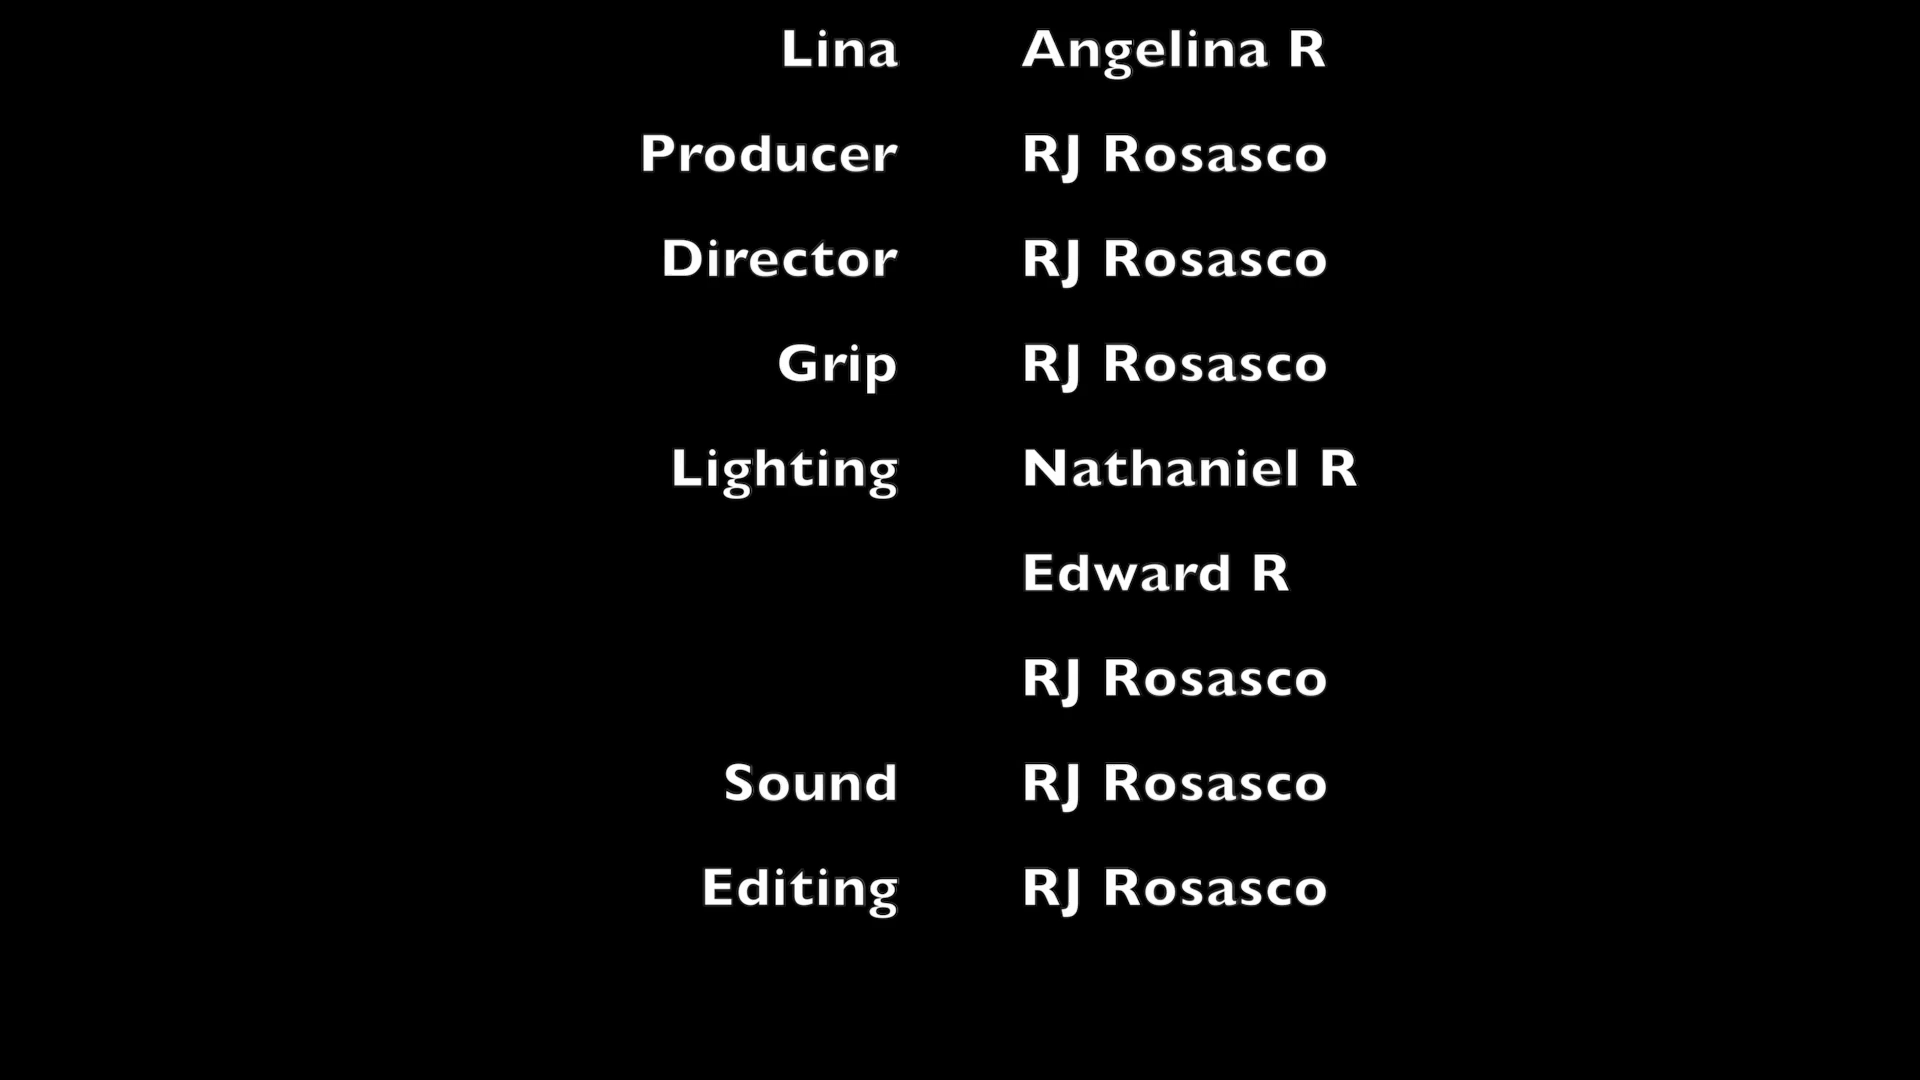 Lina Angelina R
Producer RJ Rosasco
Director RJ Rosasco
Grip RJ Rosasco
Lighting Nathaniel R
Edward R
RJ Rosasco
Sound RJ Rosasco
Editing RJ Rosasco